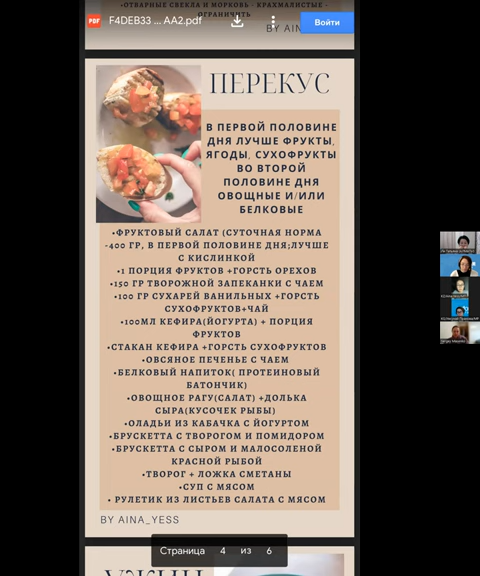 •ОТВАРНЫЕ СВЕКЛА И МОРКОВЬ - КРАХМАЛИСТЫЕ -
ОГРАНИЧИТЬ
BY AIN
F4DEB33 ... AA2.pdf
Войти
ПЕРЕКУС
В ПЕРВОЙ ПОЛОВИНЕ
ДНЯ ЛУЧШЕ ФРУКТЫ,
ЯГОДЫ, СУХОФРУКТЫ
ВО ВТОРОЙ
ПОЛОВИНЕ ДНЯ
ОВОЩНЫЕ И/ИЛИ
БЕЛКОВЫЕ
•ФРУКТОВЫЙ САЛАТ (СУТОЧНАЯ НОРМА
-400 ГР, В ПЕРВОЙ ПОЛОВИНЕ ДНЯ;ЛУЧШЕ
С КИСЛИНКОЙ
•1 ПОРЦИЯ ФРУКТОВ +ГОРСТЬ ОРЕХОВ
•150 ГР ТВОРОЖНОЙ ЗАПЕКАНКИ С ЧАЕМ
•100 ГР СУХАРЕЙ ВАНИЛЬНЫХ +ГОРСТЬ
СУХОФРУКТОВ+ЧАЙ
•100МЛ КЕФИРА(ЙОГУРТА) + ПОРЦИЯ
ФРУКТОВ
•СТАКАН КЕФИРА +ГОРСТЬ СУХОФРУКТОВ
•ОВСЯНОЕ ПЕЧЕНЬЕ С ЧАЕМ
•БЕЛКОВЫЙ НАПИТОК( ПРОТЕИНОВЫЙ
БАТОНЧИК)
•ОВОЩНОЕ РАГУ(САЛАТ) +ДОЛЬКА
СЫРА(КУСОЧЕК РЫБЫ)
•ОЛАДЬИ ИЗ КАБАЧКА С ЙОГУРТОМ
•БРУСКЕТТА С ТВОРОГОМ И ПОМИДОРОМ
•БРУСКЕТТА С СЫРОМ И МАЛОСОЛЕНОЙ
КРАСНОЙ РЫБОЙ
•ТВОРОГ + ЛОЖКА СМЕТАНЫ
•СУП С МЯСОМ
• РУЛЕТИК ИЗ ЛИСТЬЕВ САЛАТА С МЯСОМ
BY AINA_YESS
Страница 4 из 6
УЖИН